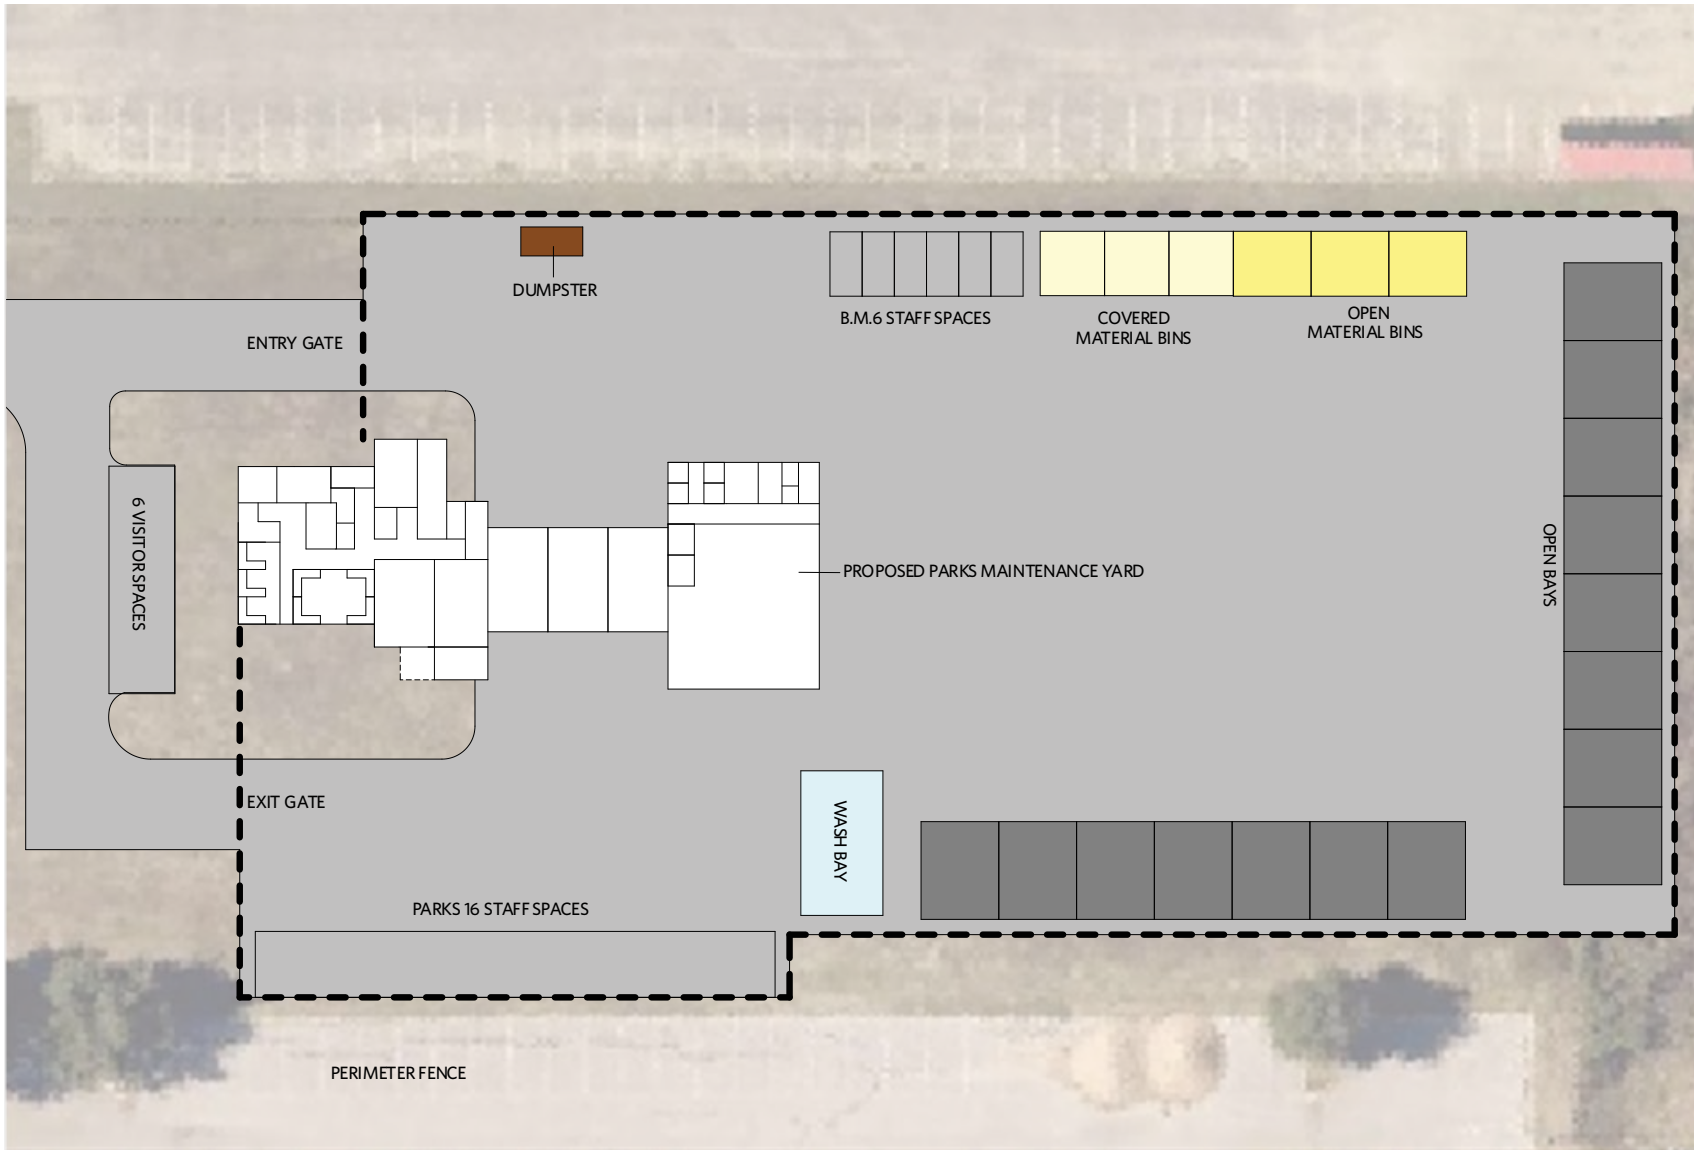 DUMPSTER
B.M.6 STAFF SPACES
COVERED
MATERIAL BINS
OPEN
MATERIAL BINS
ENTRY GATE
6 VISITOR SPACES
OPEN BAYS
PROPOSED PARKS MAINTENANCE YARD
EXIT GATE
WASH BAY
PARKS 16 STAFF SPACES
PERIMETER FENCE